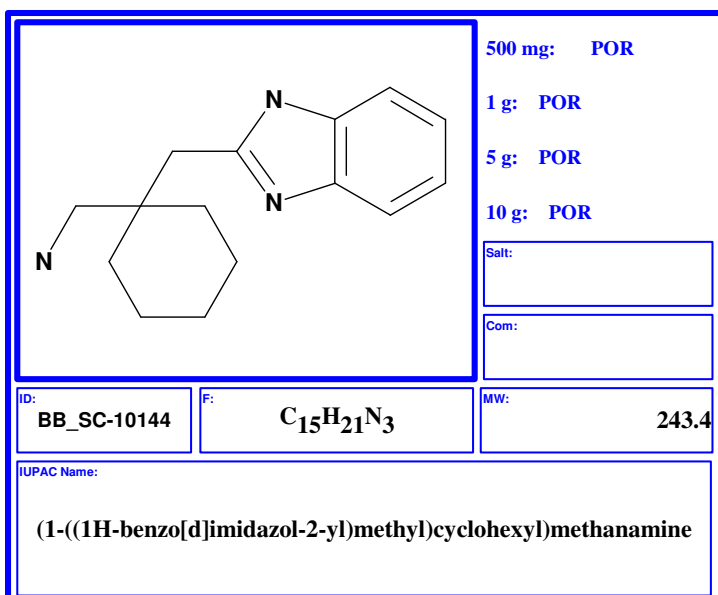 N
N
N
500 mg: POR
1 g: POR
5 g: POR
10 g: POR
Salt:
Com:
ID:
BB_SC-10144
F:
C15H21N3
MW:
243.4
IUPAC Name:
(1-((1H-benzo[d]imidazol-2-yl)methyl)cyclohexyl)methanamine